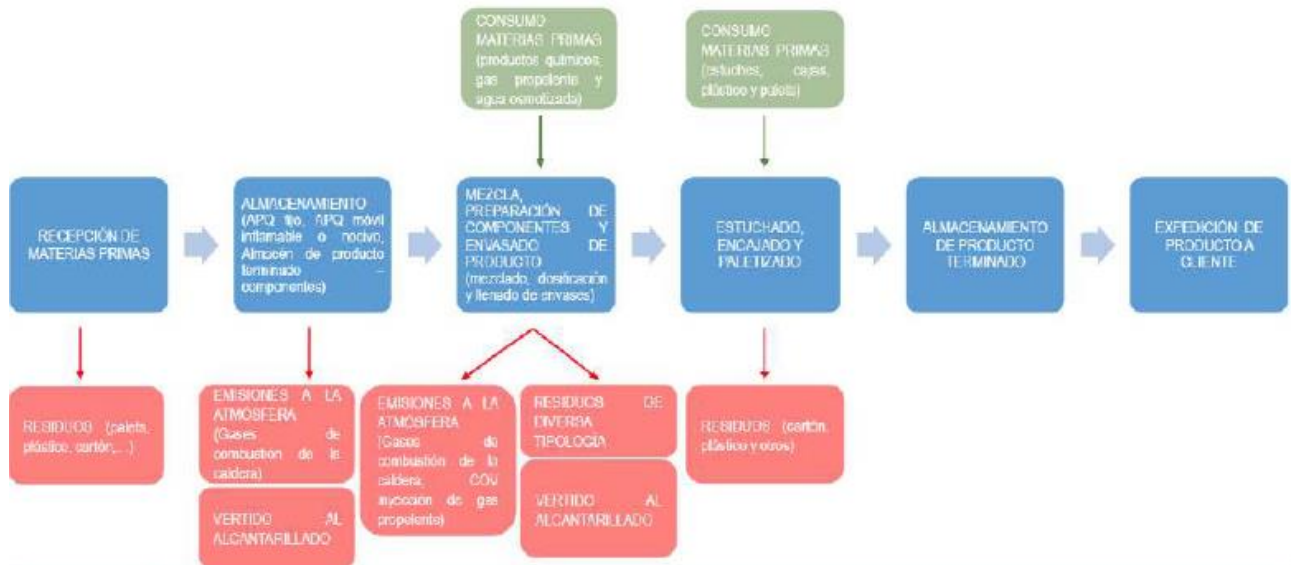 CONSUMO
MATERIAS PRIMAS
(productos químicos,
gas propelente y
agua osmotizada)
CONSUMO
MATERIAS PRIMAS
(estuches, cajas,
plástico y palets)
RECEPCIÓN DE
MATERIAS PRIMAS
ALMACENAMIENTO
(APQ fijo, APQ móvil
inflamable o nocivo,
Almacén de producto
terminado –
componentes)
MEZCLA,
PREPARACIÓN DE
COMPONENTES Y
ENVASADO DE
PRODUCTO
(mezclado, dosificación
y llenado de envases)
ESTUCHADO,
ENCAJADO Y
PALETIZADO
ALMACENAMIENTO
DE PRODUCTO
TERMINADO
EXPEDICIÓN DE
PRODUCTO A
CLIENTE
RESIDUOS (palets,
plástico, cartón,...)
EMISIONES A LA
ATMÓSFERA
(Gases de
combustión de la
caldera)
VERTIDO AL
ALCANTARILLADO
EMISIONES A LA
ATMÓSFERA
(Gases de
combustión de la
caldera, COV
inyección de gas
propelente)
RESIDUOS DE
DIVERSA
TIPOLOGÍA
VERTIDO AL
ALCANTARILLADO
RESIDUOS (cartón,
plástico y otros)